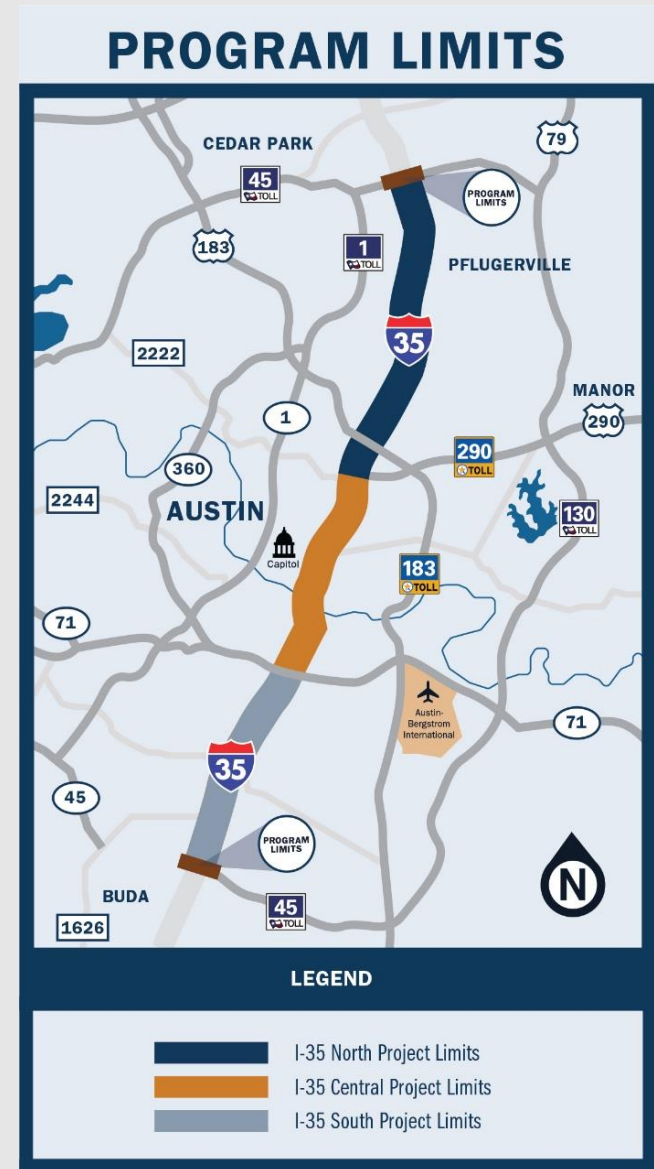 PROGRAM LIMITS
79
CEDAR PARK
45
TOLL
PROGRAM
LIMITS
183
1
TOLL
PFLUGERVILLE
35
2222
MANOR
290
1
290
TOLL
360
2244
AUSTIN
130
TOLL
Capitol
183
TOLL
71
Austin-
Bergstrom
International
71
35
45
PROGRAM
LIMITS
BUDA
N
45
TOLL
1626
LEGEND
I-35 North Project Limits
I-35 Central Project Limits
I-35 South Project Limits